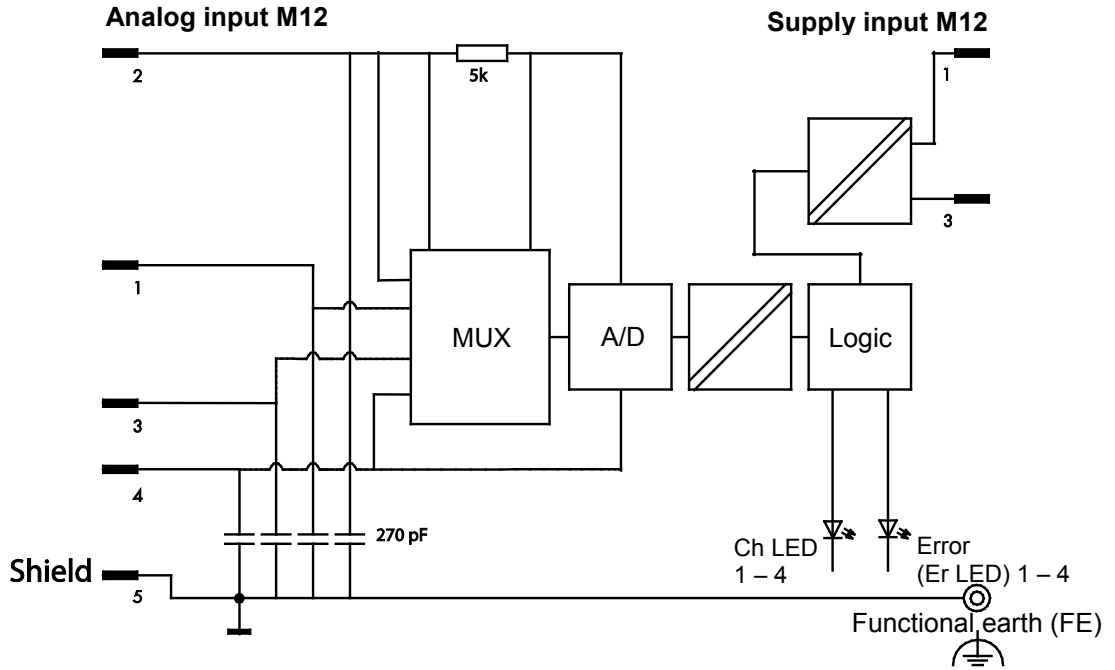 Analog input M12
Supply input M12
2
5k
1
3
1
MUX
A/D
Logic
3
4
270 pF
Ch LED
1 – 4
Error
(Er LED) 1 – 4
Shield
5
Functional earth (FE)